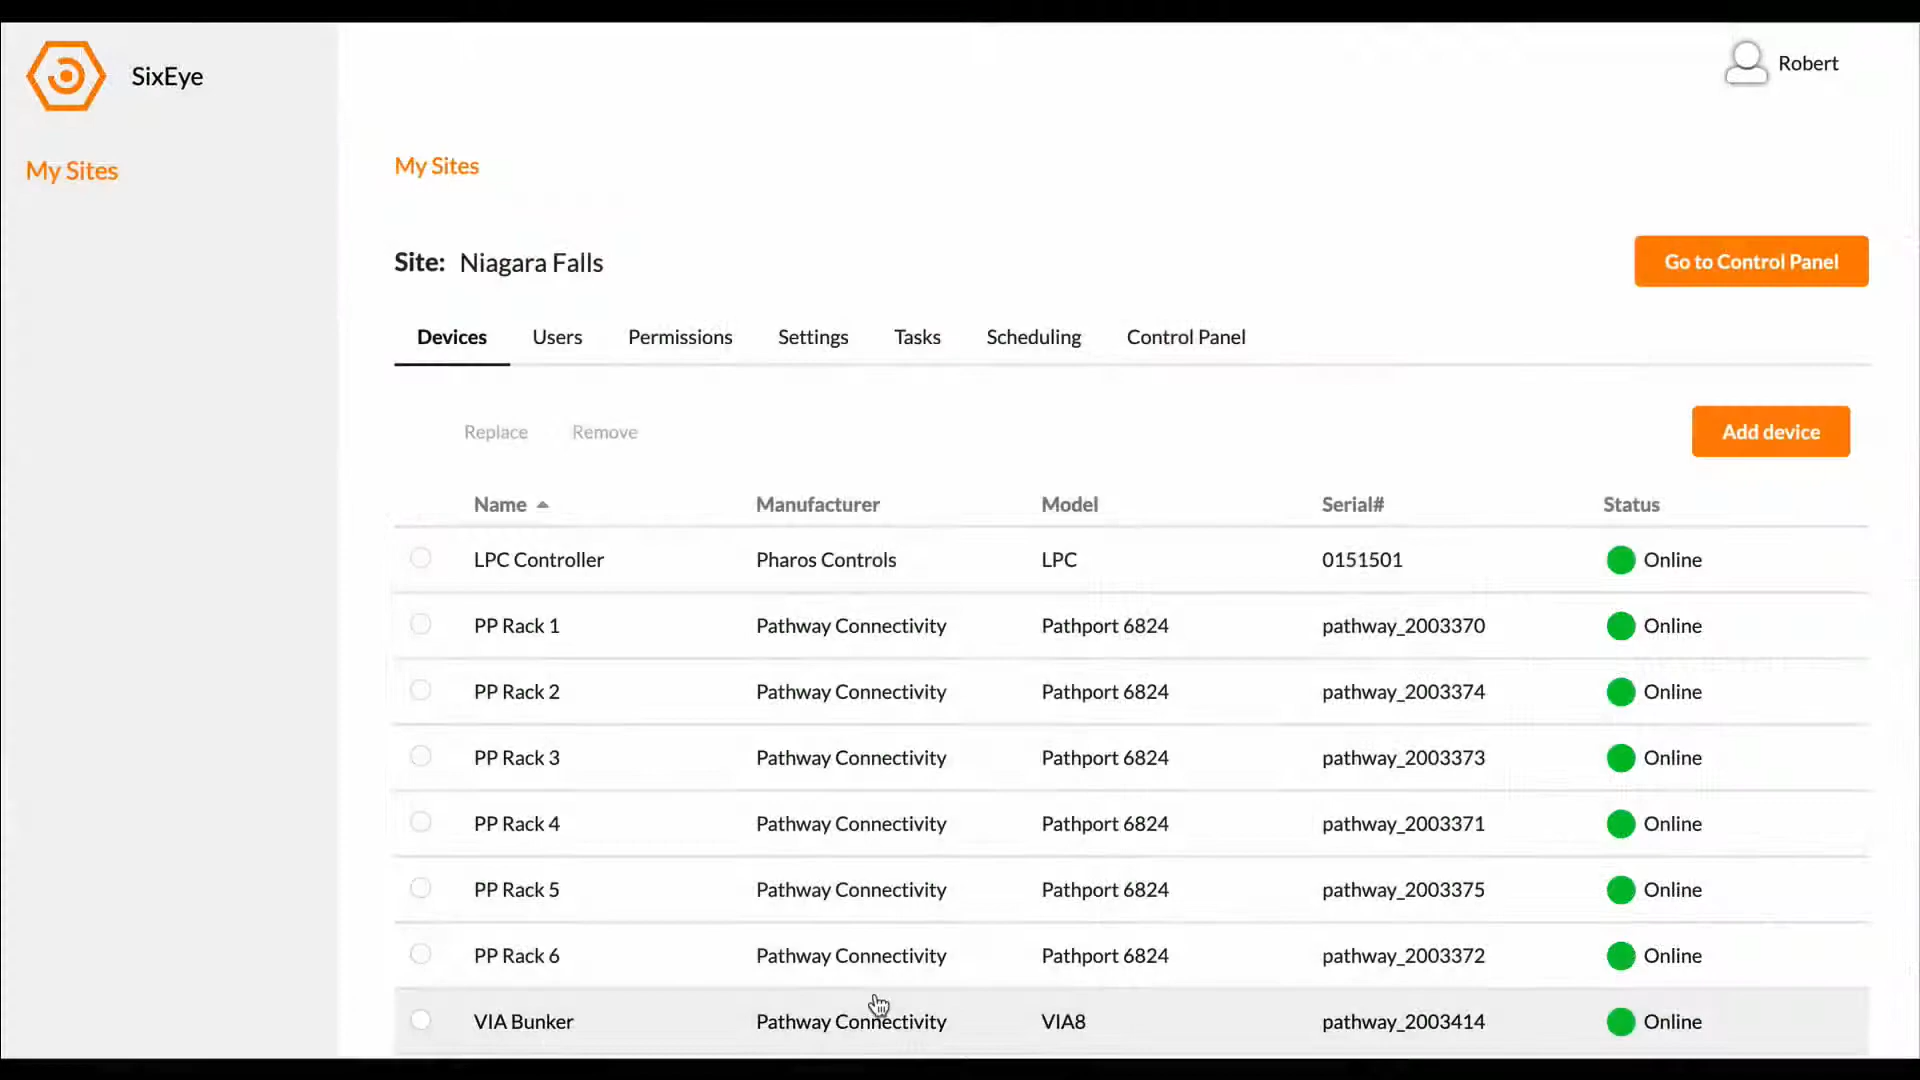 SixEye
Robert
My Sites
My Sites
Site: Niagara Falls
Go to Control Panel
Devices Users Permissions Settings Tasks Scheduling Control Panel
Replace Remove
Add device
Name Manufacturer Model Serial# Status
LPC Controller Pharos Controls LPC 0151501 Online
PP Rack 1 Pathway Connectivity Pathport 6824 pathway_2003370 Online
PP Rack 2 Pathway Connectivity Pathport 6824 pathway_2003374 Online
PP Rack 3 Pathway Connectivity Pathport 6824 pathway_2003373 Online
PP Rack 4 Pathway Connectivity Pathport 6824 pathway_2003371 Online
PP Rack 5 Pathway Connectivity Pathport 6824 pathway_2003375 Online
PP Rack 6 Pathway Connectivity Pathport 6824 pathway_2003372 Online
VIA Bunker Pathway Connectivity VIA8 pathway_2003414 Online